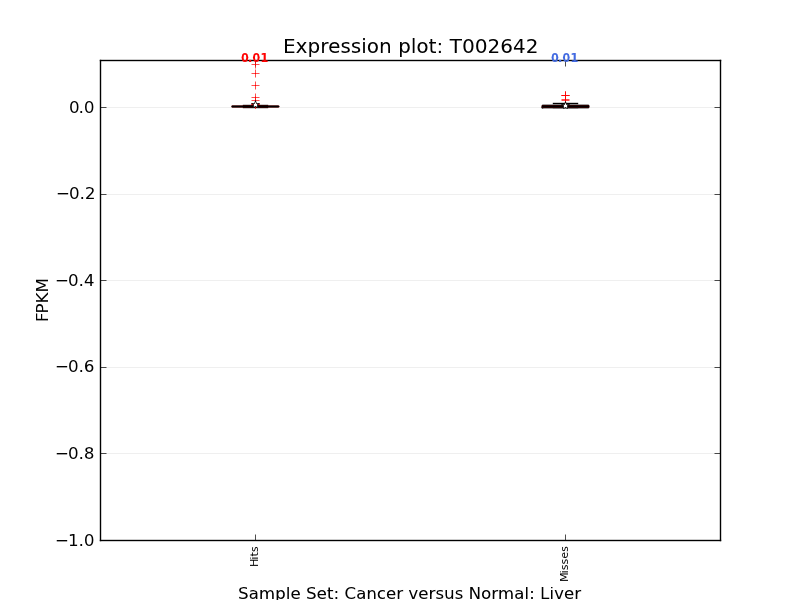 Expression plot: T002642
0.01
0.01
0.0
−0.2
−0.4
−0.6
−0.8
−1.0
FPKM
Hits
Misses
Sample Set: Cancer versus Normal: Liver